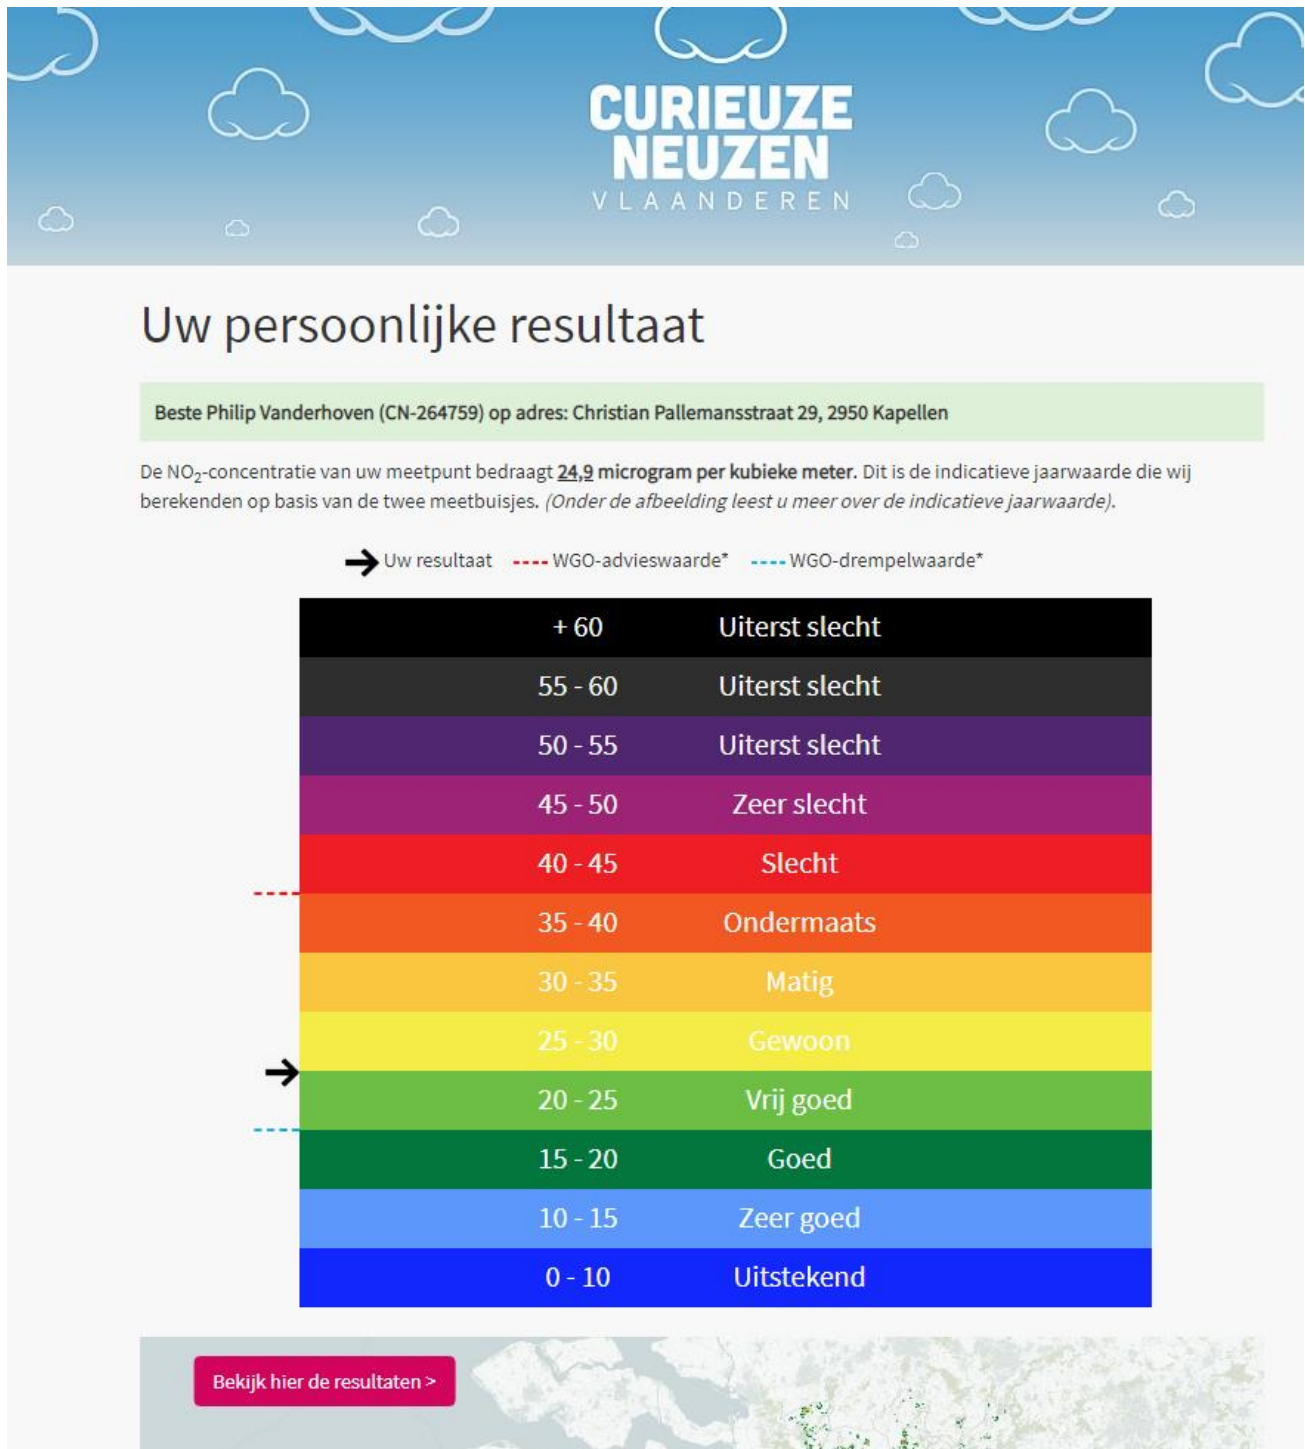 CURIEUZE
NEUZEN
VLAANDEREN
Uw persoonlijke resultaat
Beste Philip Vanderhoven (CN-264759) op adres: Christian Pallemansstraat 29, 2950 Kapellen
De NO₂-concentratie van uw meetpunt bedraagt 24,9 microgram per kubieke meter. Dit is de indicatieve jaarwaarde die wij
berekenden op basis van de twee meetbuisjes. (Onder de afbeelding leest u meer over de indicatieve jaarwaarde).
Uw resultaat ---- WGO-advieswaarde* ---- WGO-drempelwaarde*
+ 60 Uiterst slecht
55 - 60 Uiterst slecht
50 - 55 Uiterst slecht
45 - 50 Zeer slecht
40 - 45 Slecht
35 - 40 Ondermaats
30 - 35 Matig
25 - 30 Gewoon
20 - 25 Vrij goed
15 - 20 Goed
10 - 15 Zeer goed
0 - 10 Uitstekend
Bekijk hier de resultaten >